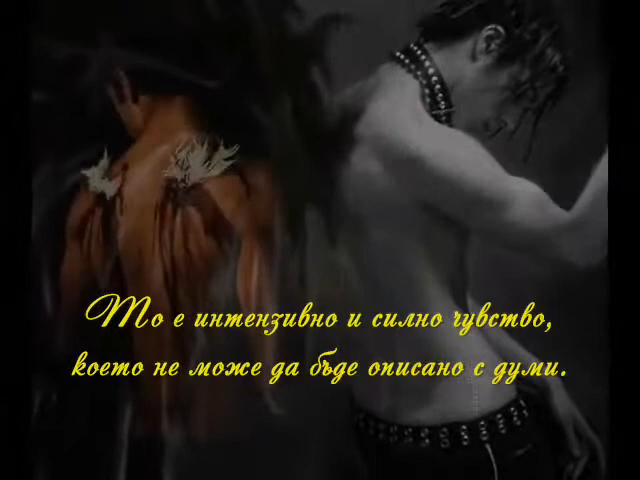 То е интензивно и силно чувство,
което не може да бъде описано с думи.